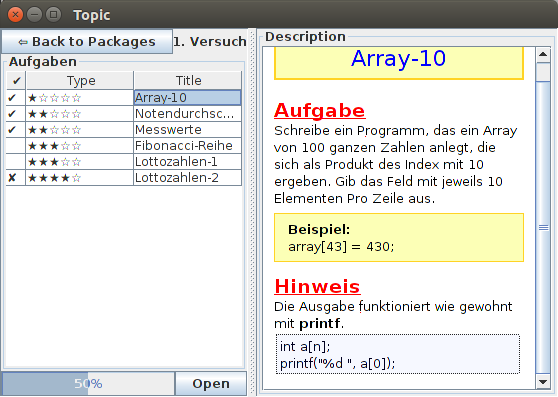 Topic
⇦ Back to Packages 1. Versuch
Aufgaben
✔ Type Title
✔ ★☆☆☆☆ Array-10
✔ ★★☆☆☆ Notendurchsc...
✔ ★★☆☆☆ Messwerte
★★★☆☆ Fibonacci-Reihe
★★★☆☆ Lottozahlen-1
✘ ★★★★☆ Lottozahlen-2
50%
Open
Description
Array-10
Aufgabe
Schreibe ein Programm, das ein Array
von 100 ganzen Zahlen anlegt, die
sich als Produkt des Index mit 10
ergeben. Gib das Feld mit jeweils 10
Elementen Pro Zeile aus.
Beispiel:
array[43] = 430;
Hinweis
Die Ausgabe funktioniert wie gewohnt
mit printf.
int a[n];
printf("%d ", a[0]);